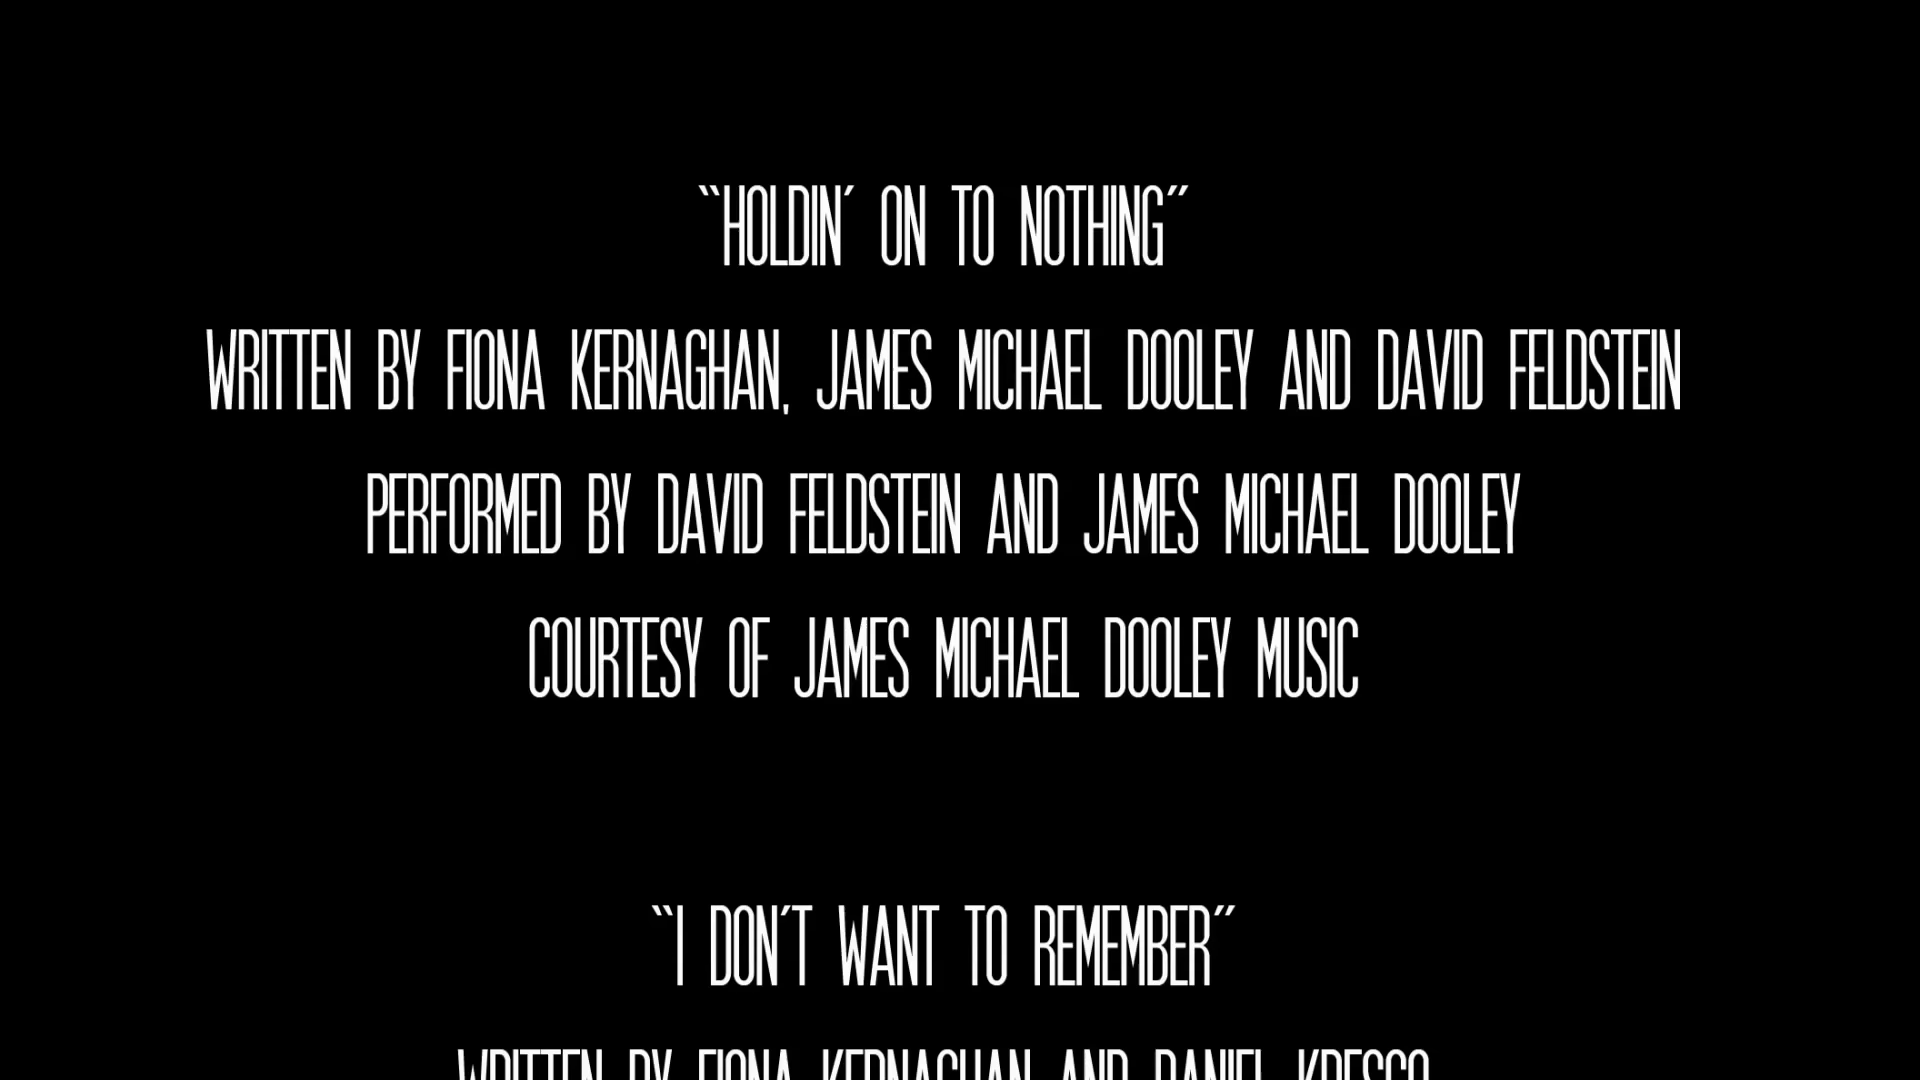 “HOLDIN’ ON TO NOTHING”
WRITTEN BY FIONA KERNAGHAN, JAMES MICHAEL DOOLEY AND DAVID FELDSTEIN
PERFORMED BY DAVID FELDSTEIN AND JAMES MICHAEL DOOLEY
COURTESY OF JAMES MICHAEL DOOLEY MUSIC
“I DON’T WANT TO REMEMBER”
WRITTEN BY FIONA KERNAGHAN AND DANIEL